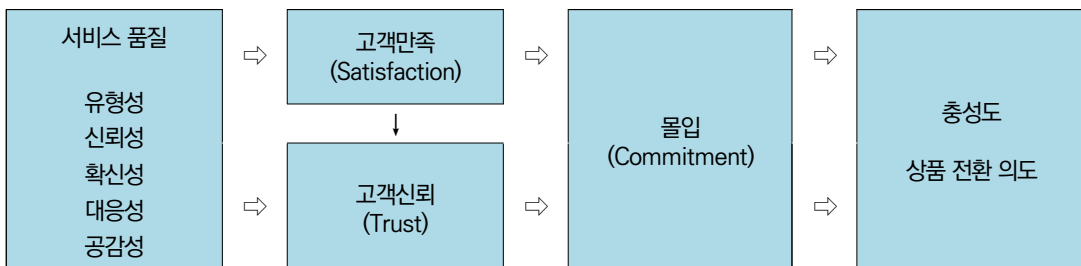 서비스 품질
유형성
신뢰성
확신성
대응성
공감성
고객만족
(Satisfaction)
고객신뢰
(Trust)
몰입
(Commitment)
충성도
상품 전환 의도